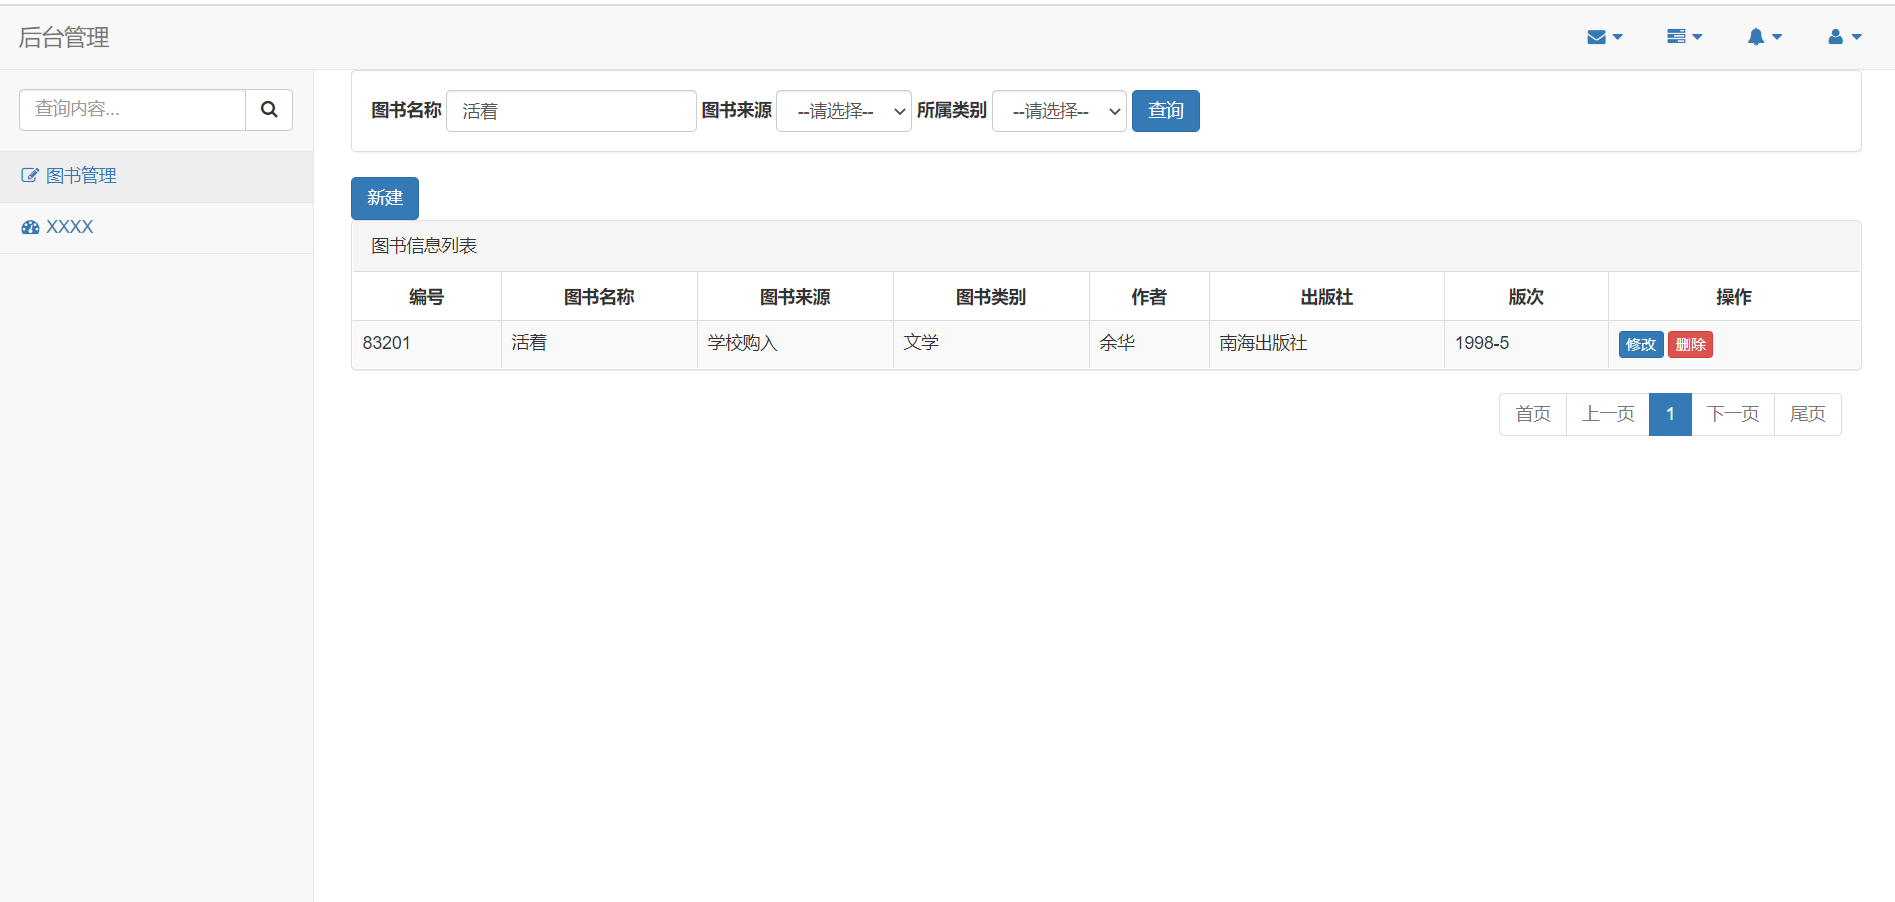 后台管理
查询内容...
图书管理
XXXX
图书名称 活着 图书来源 --请选择-- 所属类别 --请选择-- 查询
新建
图书信息列表
编号 图书名称 图书来源 图书类别 作者 出版社 版次 操作
83201 活着 学校购入 文学 余华 南海出版社 1998-5 修改 删除
首页 上一页 1 下一页 尾页